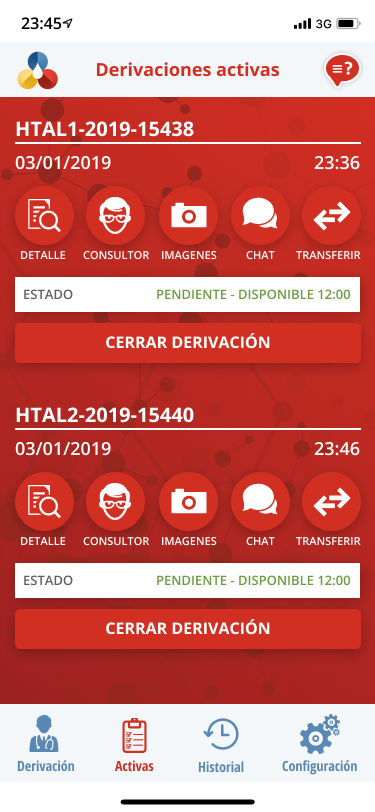 23:45 3G
Derivaciones activas
≡?
HTAL1-2019-15438
03/01/2019 23:36
DETALLE CONSULTOR IMAGENES CHAT TRANSFERIR
ESTADO PENDIENTE - DISPONIBLE 12:00
CERRAR DERIVACIÓN
HTAL2-2019-15440
03/01/2019 23:46
DETALLE CONSULTOR IMAGENES CHAT TRANSFERIR
ESTADO PENDIENTE - DISPONIBLE 12:00
CERRAR DERIVACIÓN
Derivación Activas Historial Configuración